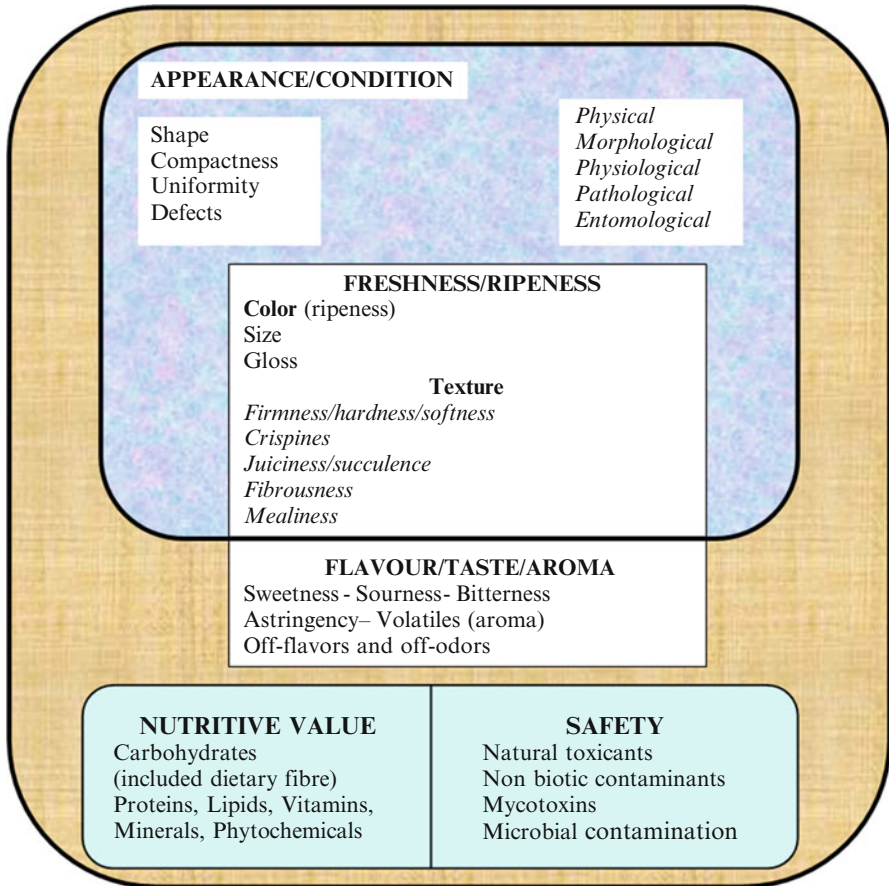 APPEARANCE/CONDITION
Shape
Compactness
Uniformity
Defects
Physical
Morphological
Physiological
Pathological
Entomological
FRESHNESS/RIPENESS
Color (ripeness)
Size
Gloss
Texture
Firmness/hardness/softness
Crispines
Juiciness/succulence
Fibrousness
Mealiness
FLAVOUR/TASTE/AROMA
Sweetness - Sourness- Bitterness
Astringency– Volatiles (aroma)
Off-flavors and off-odors
NUTRITIVE VALUE
Carbohydrates
(included dietary fibre)
Proteins, Lipids, Vitamins,
Minerals, Phytochemicals
SAFETY
Natural toxicants
Non biotic contaminants
Mycotoxins
Microbial contamination